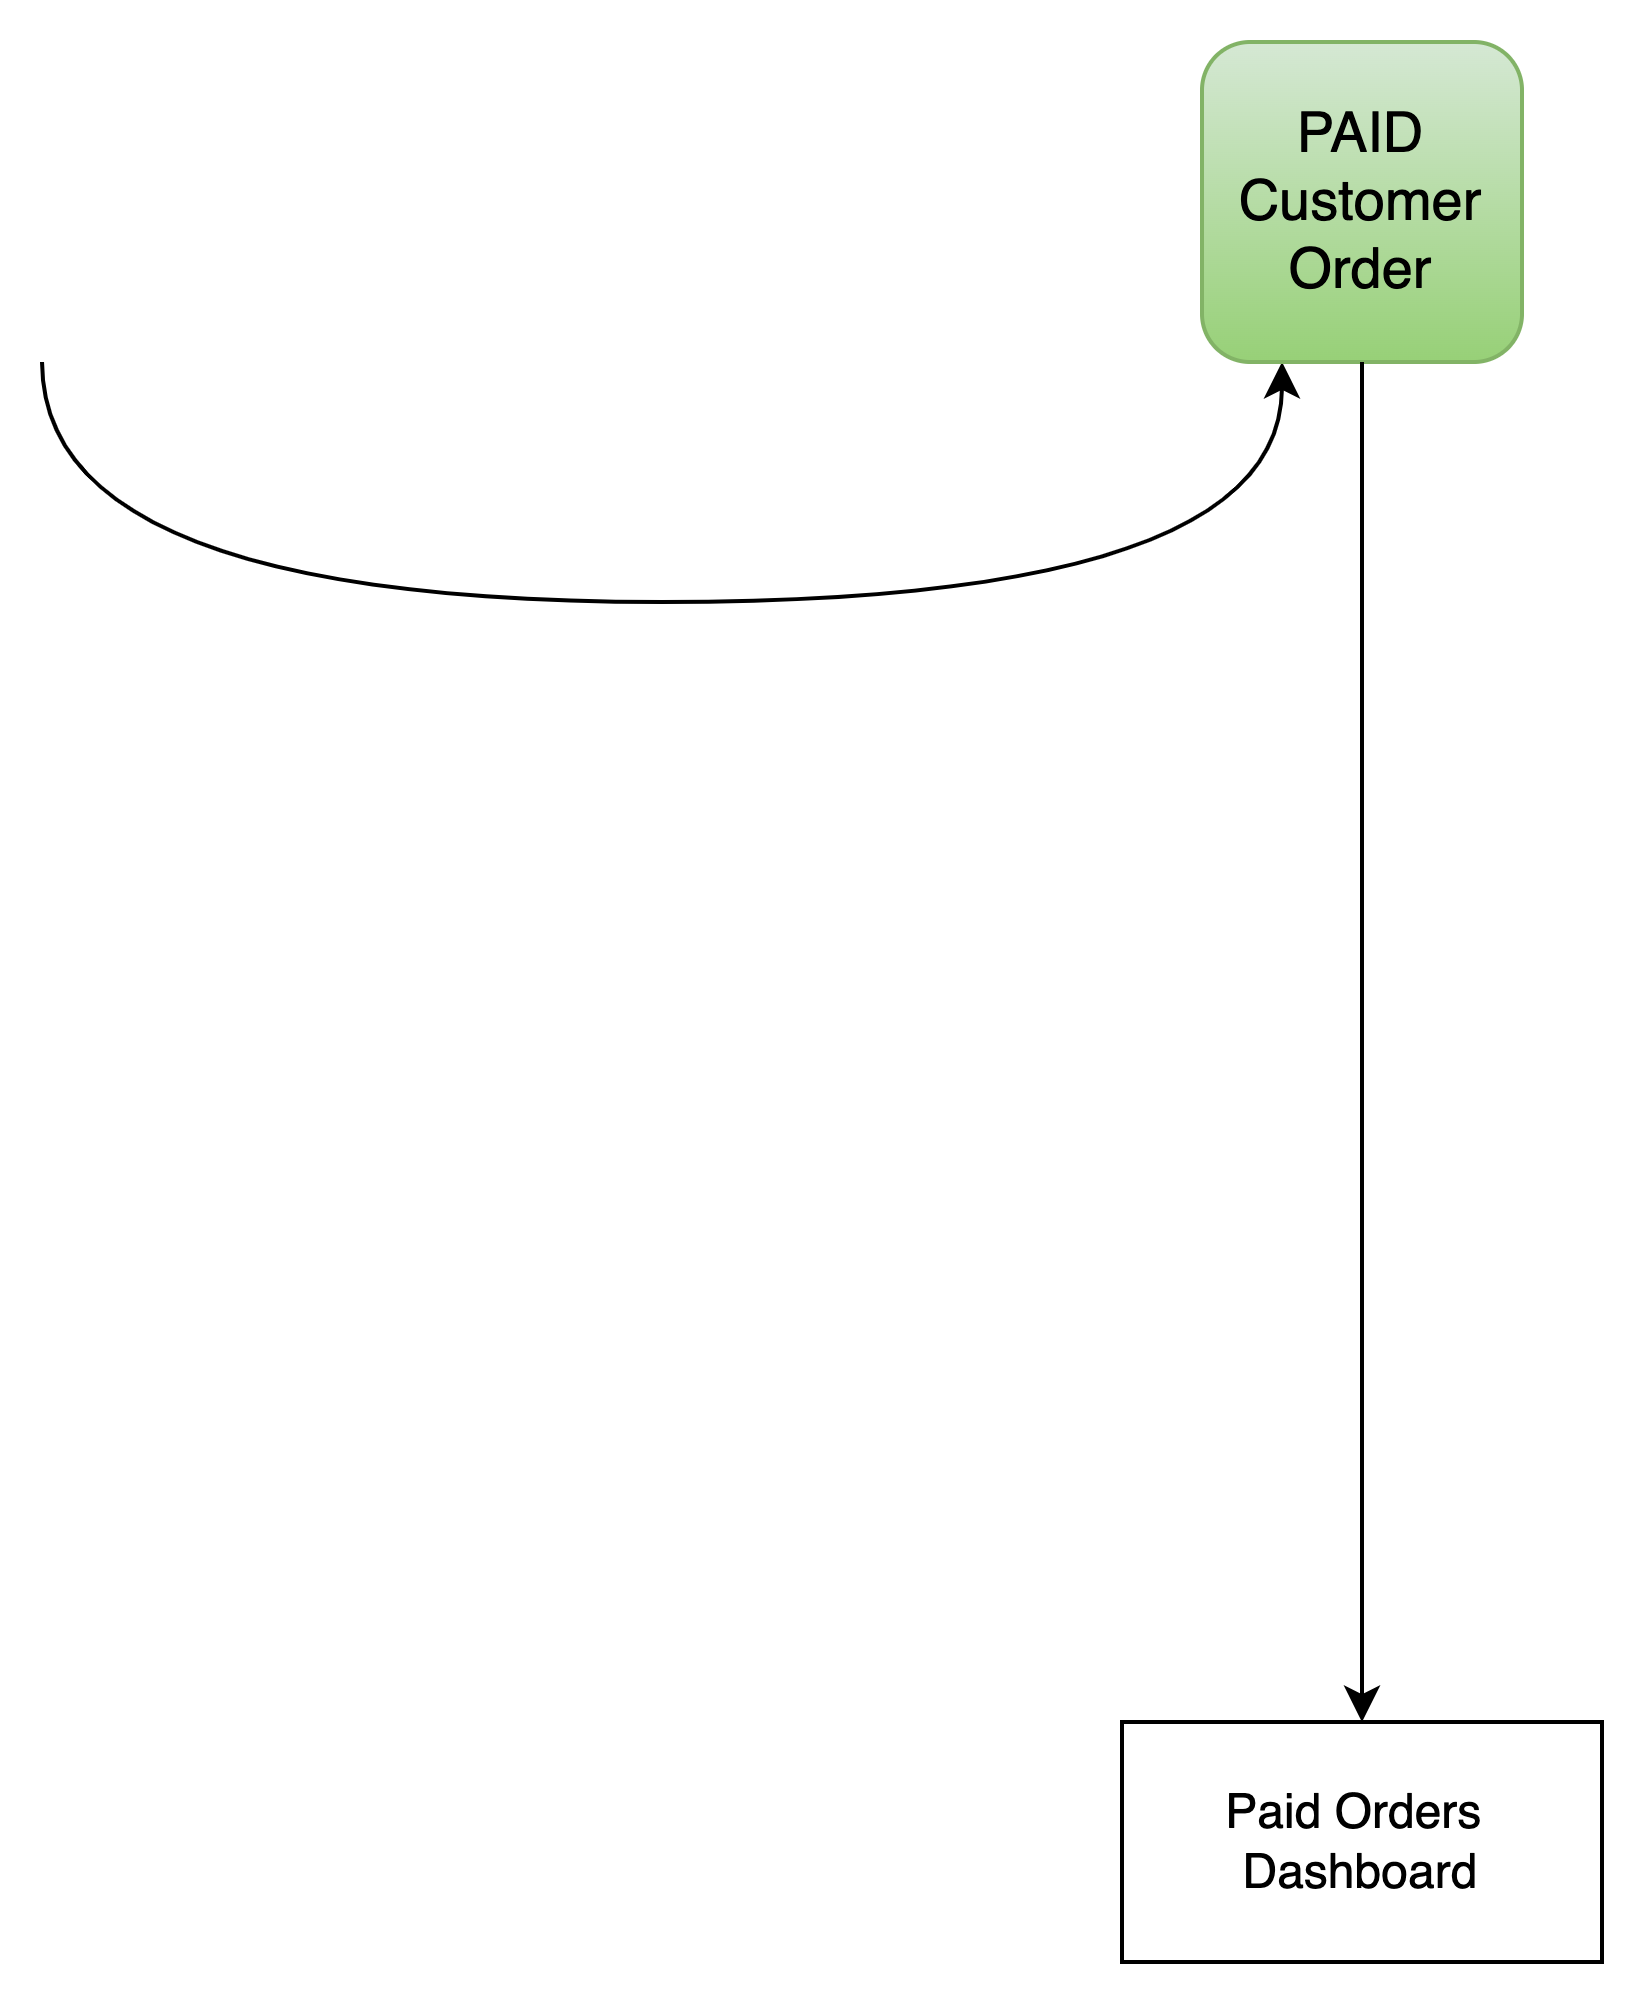 PAID
Customer
Order
Paid Orders
Dashboard